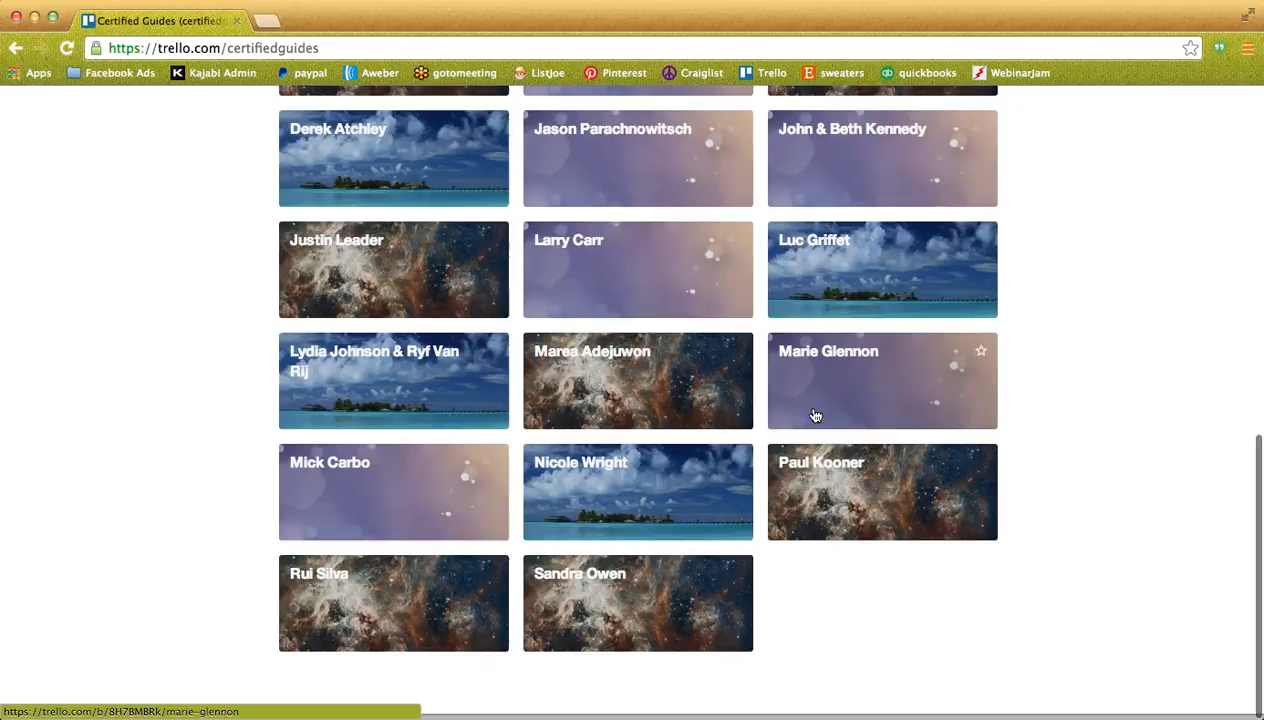 Certified Guides (certified
https://trello.com/certifiedguides
Apps Facebook Ads Kajabi Admin paypal Aweber gotomeeting ListJoe Pinterest Craiglist Trello sweaters quickbooks WebinarJam
Derek Atchley Jason Parachnowitsch John & Beth Kennedy
Justin Leader Larry Carr Luc Griffet
Lydia Johnson & Ryf Van Rij
Marea Adejuwon Marie Glennon
Mick Carbo Nicole Wright Paul Kooner
Rui Silva Sandra Owen
https://trello.com/b/8H7BMBRk/marie-glennon